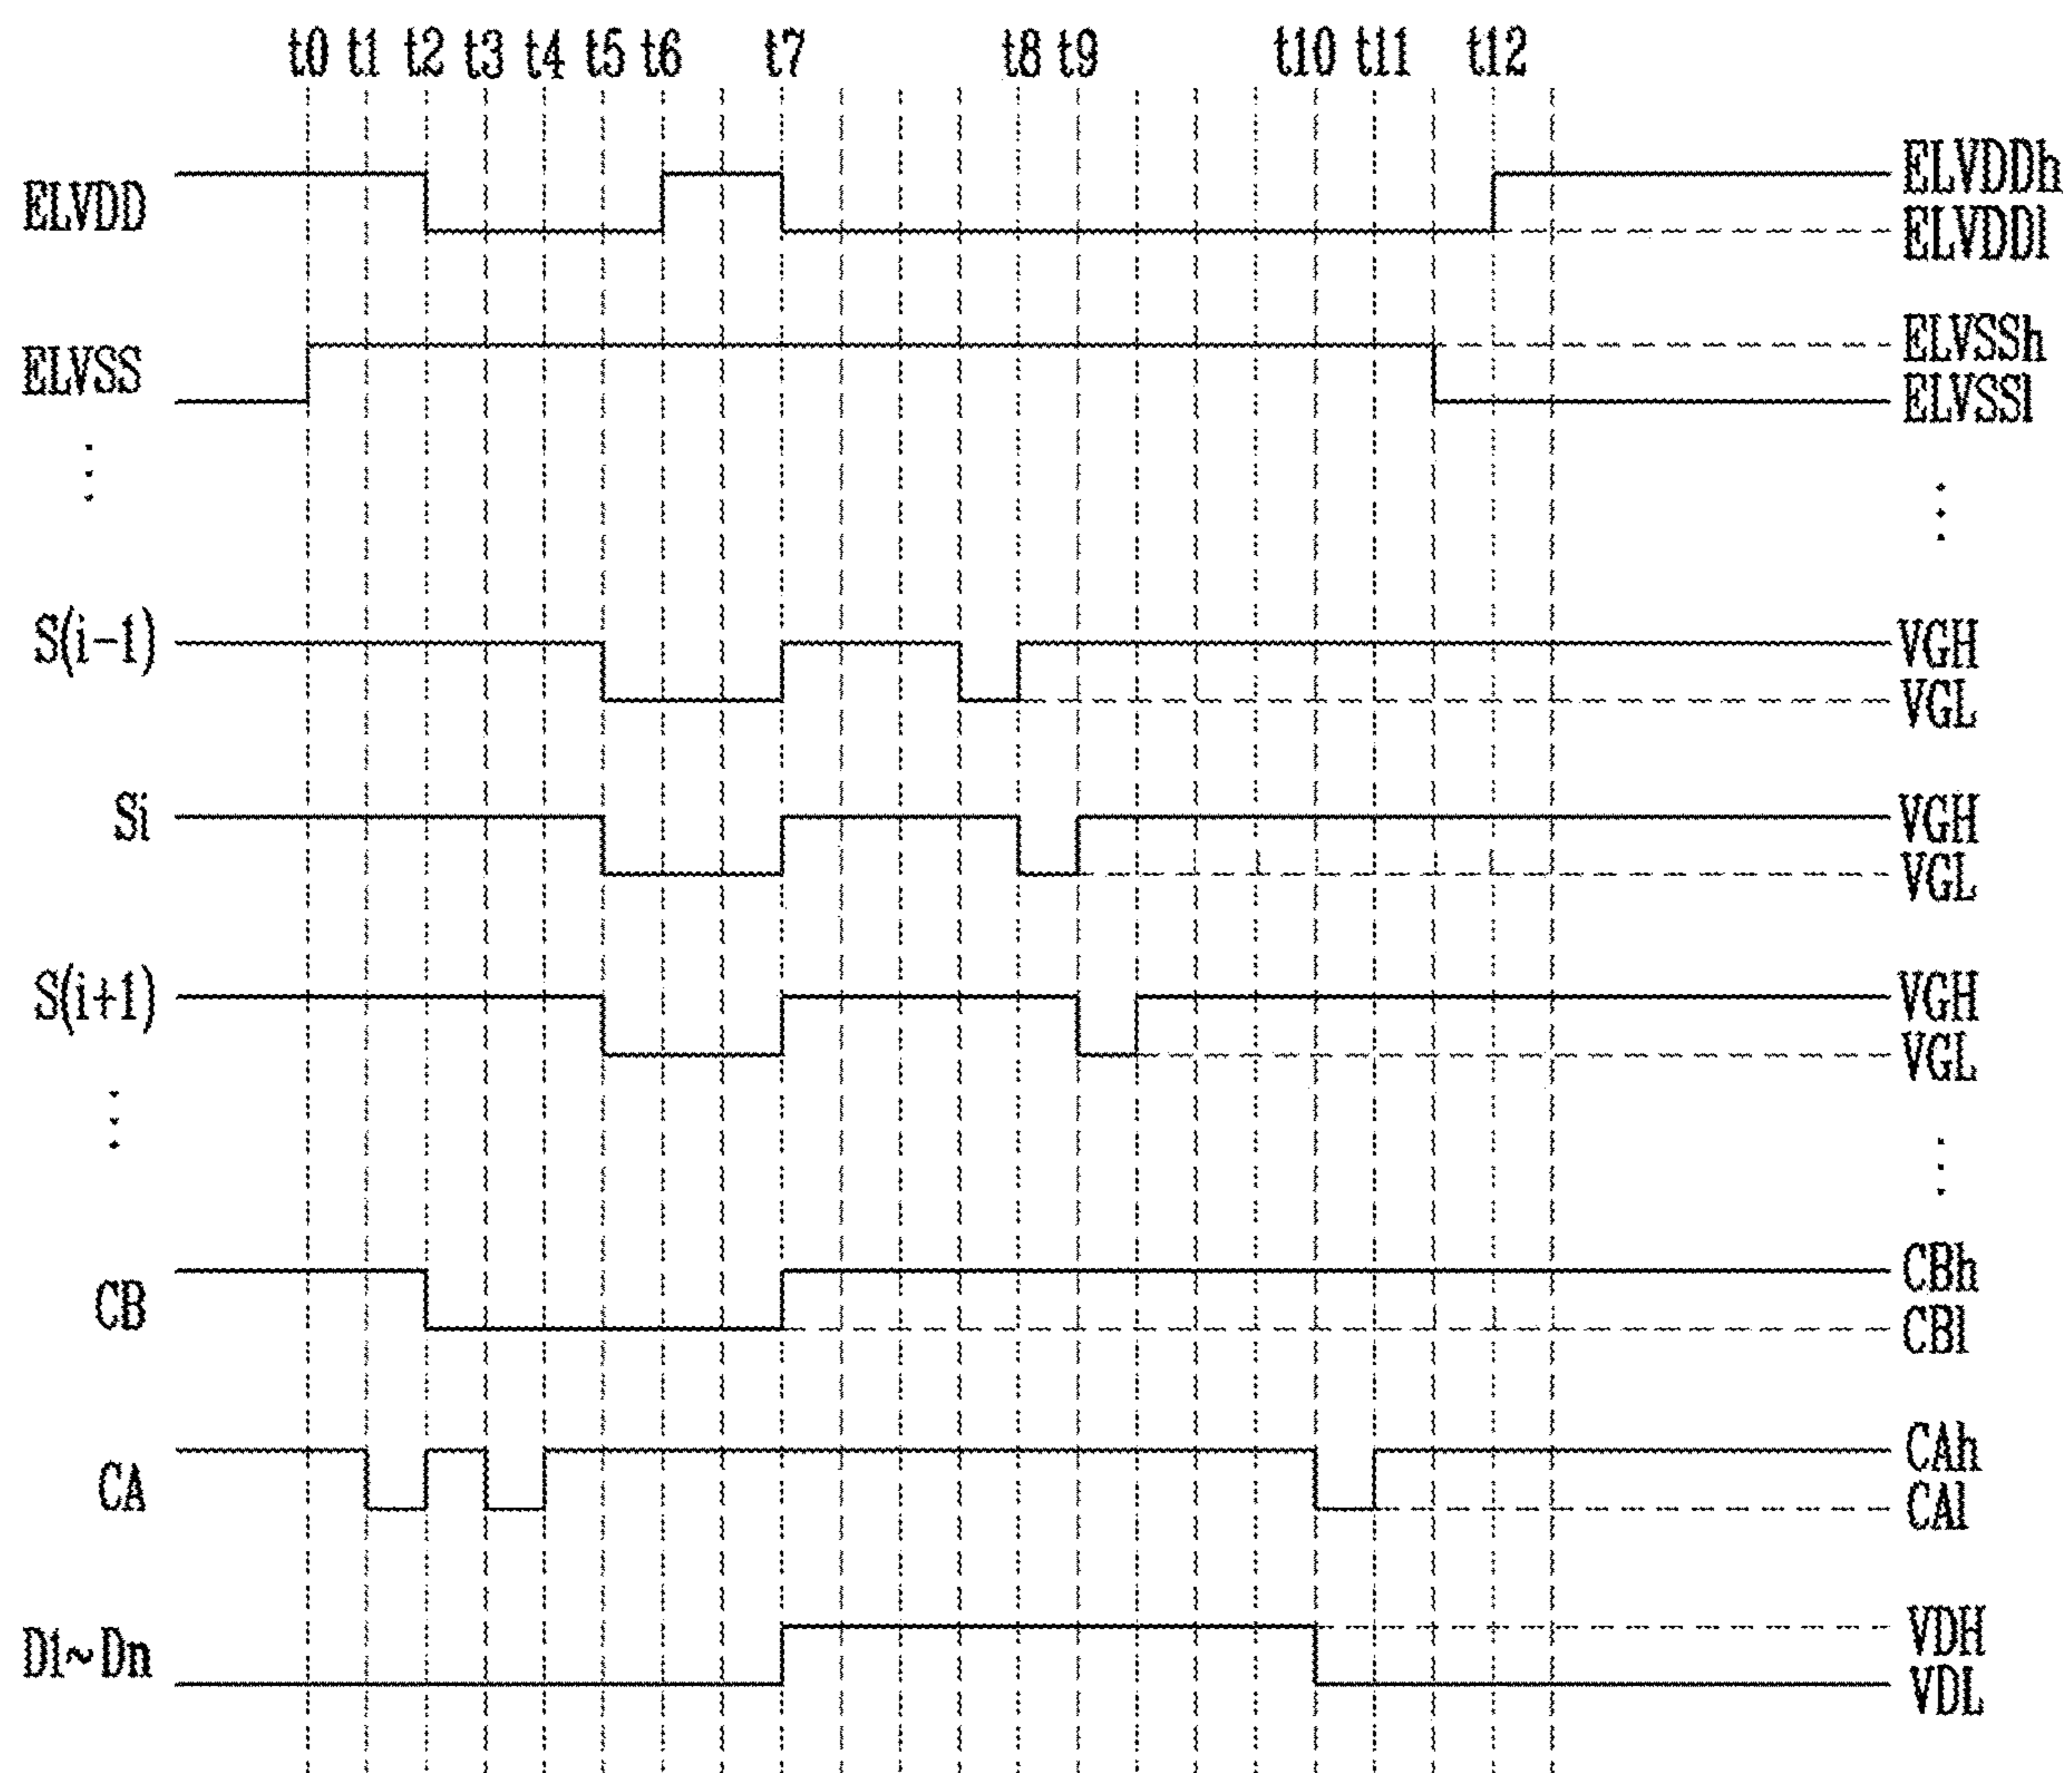 t0 t1 t2 t3 t4 t5 t6 t7 t8 t9 t10 t11 t12
ELVDD
ELVDDh
ELVDDl
ELVSS
ELVSSh
ELVSSl
S(i-1)
VGH
VGL
Si
VGH
VGL
S(i+1)
VGH
VGL
CB
CBh
CBl
CA
CAh
CAl
D1~Dn
VDH
VDL